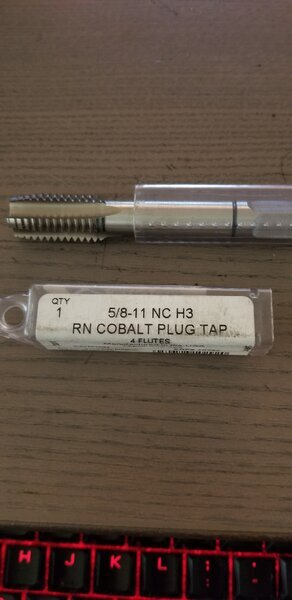 QTY
1
5/8-11 NC H3
RN COBALT PLUG TAP
4 FLUTES
H
J
K
L